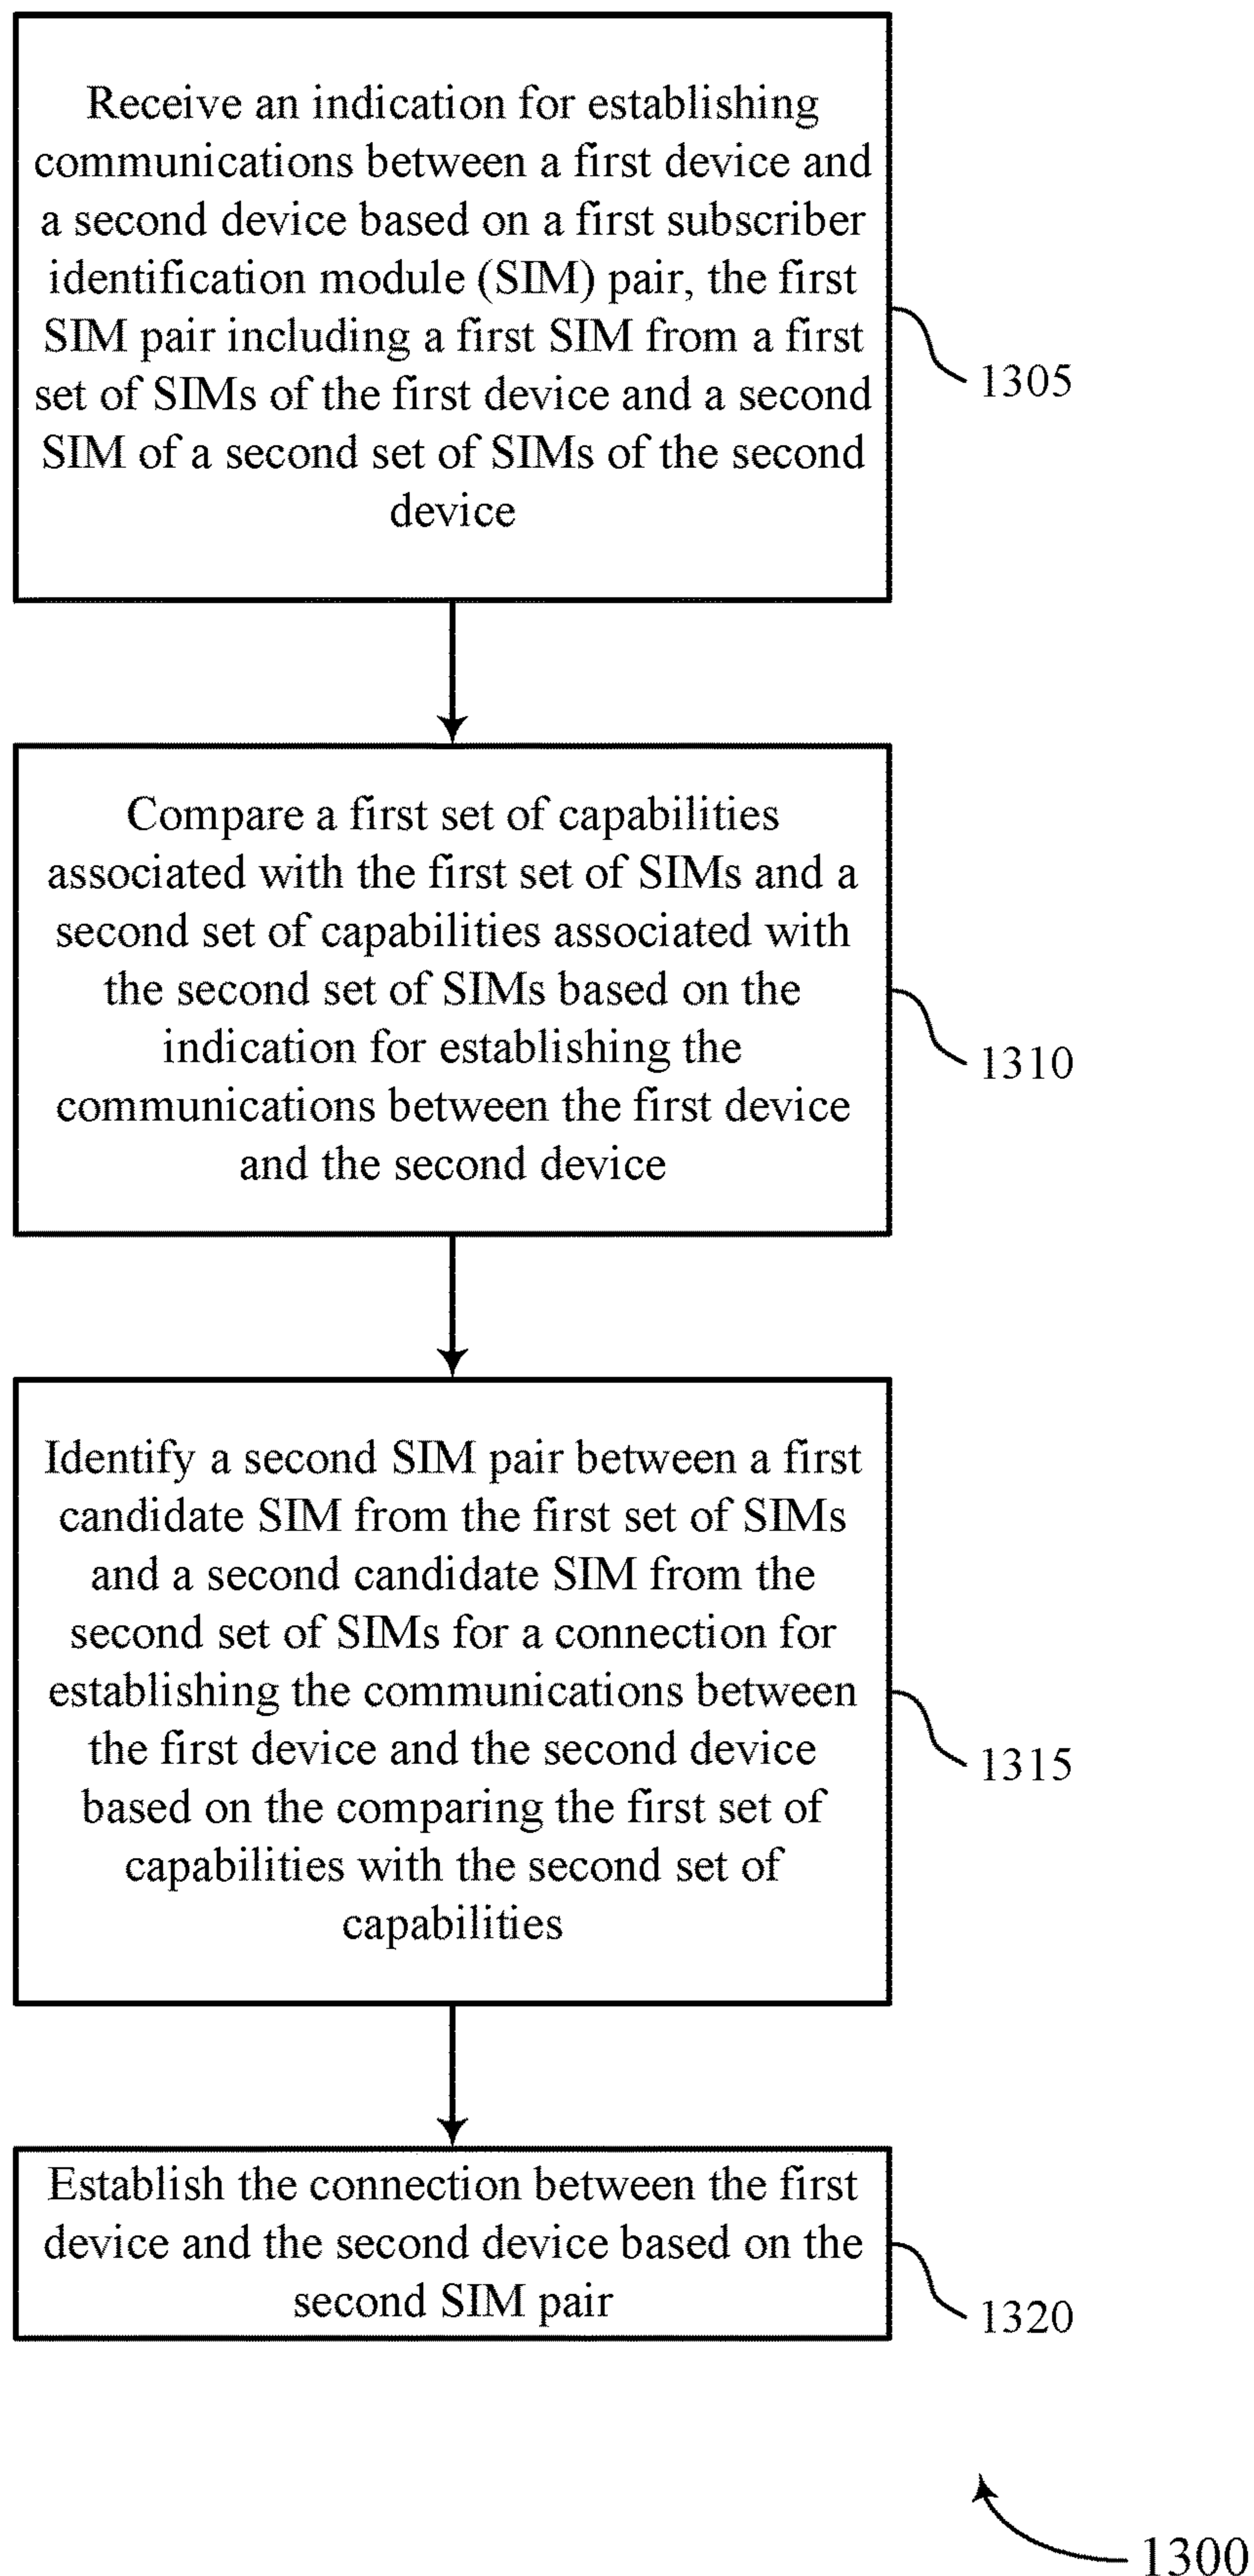 Receive an indication for establishing
communications between a first device and
a second device based on a first subscriber
identification module (SIM) pair, the first
SIM pair including a first SIM from a first
set of SIMs of the first device and a second
SIM of a second set of SIMs of the second
device
1305
Compare a first set of capabilities
associated with the first set of SIMs and a
second set of capabilities associated with
the second set of SIMs based on the
indication for establishing the
communications between the first device
and the second device
1310
Identify a second SIM pair between a first
candidate SIM from the first set of SIMs
and a second candidate SIM from the
second set of SIMs for a connection for
establishing the communications between
the first device and the second device
based on the comparing the first set of
capabilities with the second set of
capabilities
1315
Establish the connection between the first
device and the second device based on the
second SIM pair
1320
1300